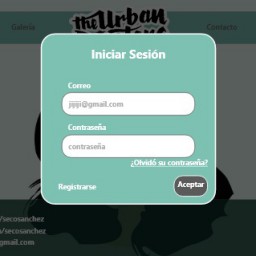 the Urban
Galería
Contacto
Iniciar Sesión
Correo
jijiji@gmail.com
Contraseña
contraseña
¿Olvidó su contraseña?
Registrarse
Aceptar
/secosanchez
/secosanchez
gmail.com